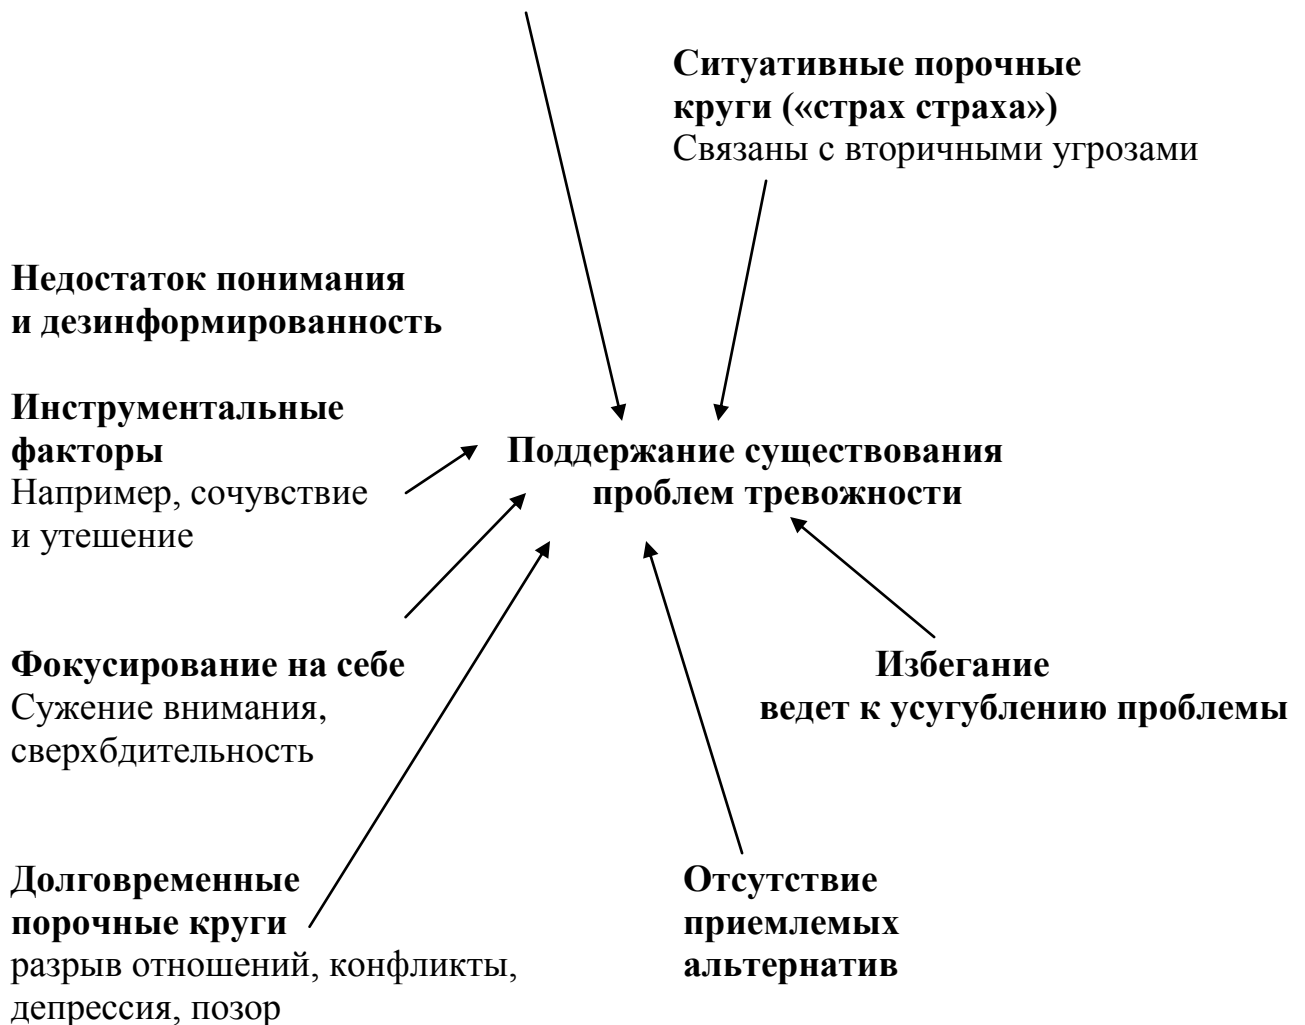 Ситуативные порочные
круги («страх страха»)
Связаны с вторичными угрозами
Недостаток понимания
и дезинформированность
Инструментальные
факторы
Например, сочувствие
и утешение
Поддержание существования
проблем тревожности
Фокусирование на себе
Сужение внимания,
сверхбдительность
Избегание
ведет к усугублению проблемы
Долговременные
порочные круги
разрыв отношений, конфликты,
депрессия, позор
Отсутствие
приемлемых
альтернатив